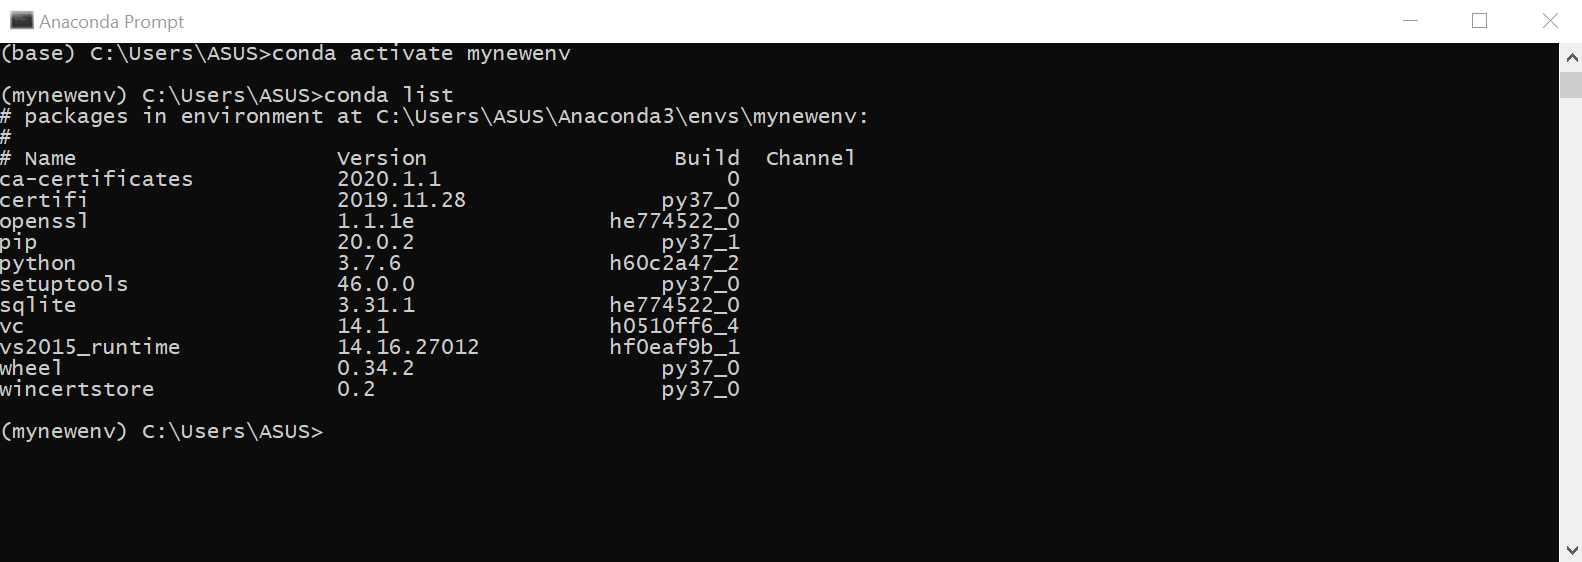 Anaconda Prompt
(base) C:\Users\ASUS>conda activate mynewenv
(mynewenv) C:\Users\ASUS>conda list
# packages in environment at C:\Users\ASUS\Anaconda3\envs\mynewenv:
#
# Name                    Version                   Build  Channel
ca-certificates           2020.1.1                      0
certifi                   2019.11.28               py37_0
openssl                   1.1.1e               he774522_0
pip                       20.0.2                   py37_1
python                    3.7.6                h60c2a47_2
setuptools                46.0.0                   py37_0
sqlite                    3.31.1               he774522_0
vc                        14.1                 h0510ff6_4
vs2015_runtime            14.16.27012          hf0eaf9b_1
wheel                     0.34.2                   py37_0
wincertstore              0.2                      py37_0
(mynewenv) C:\Users\ASUS>